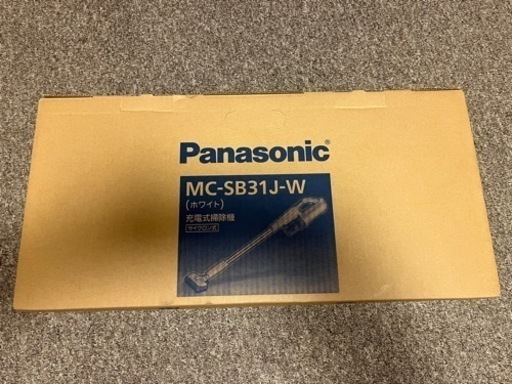 Panasonic
MC-SB31J-W
(ホワイト)
充電式掃除機
サイクロン式